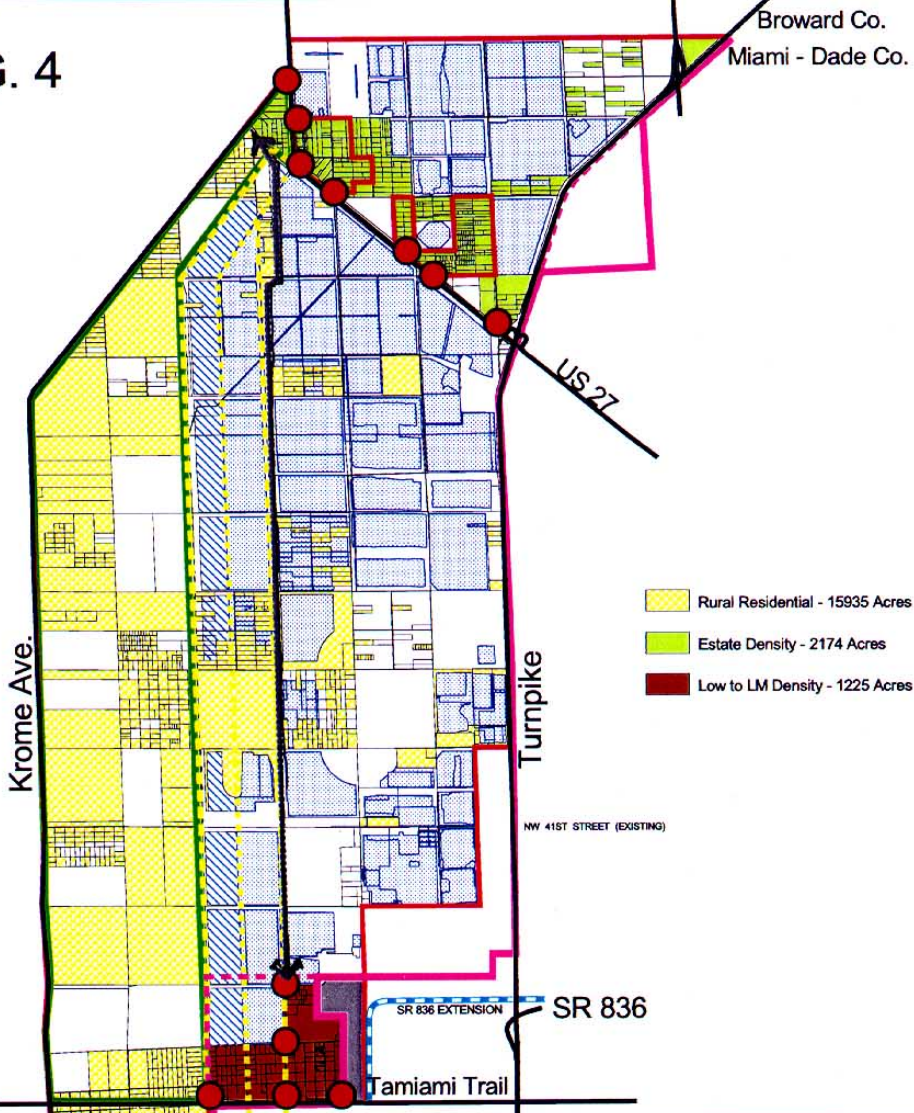 Broward Co.
Miami - Dade Co.
G. 4
US 27
Rural Residential - 15935 Acres
Estate Density - 2174 Acres
Low to LM Density - 1225 Acres
Krome Ave.
Turnpike
NW 41ST STREET (EXISTING)
SR 836 EXTENSION
SR 836
Tamiami Trail